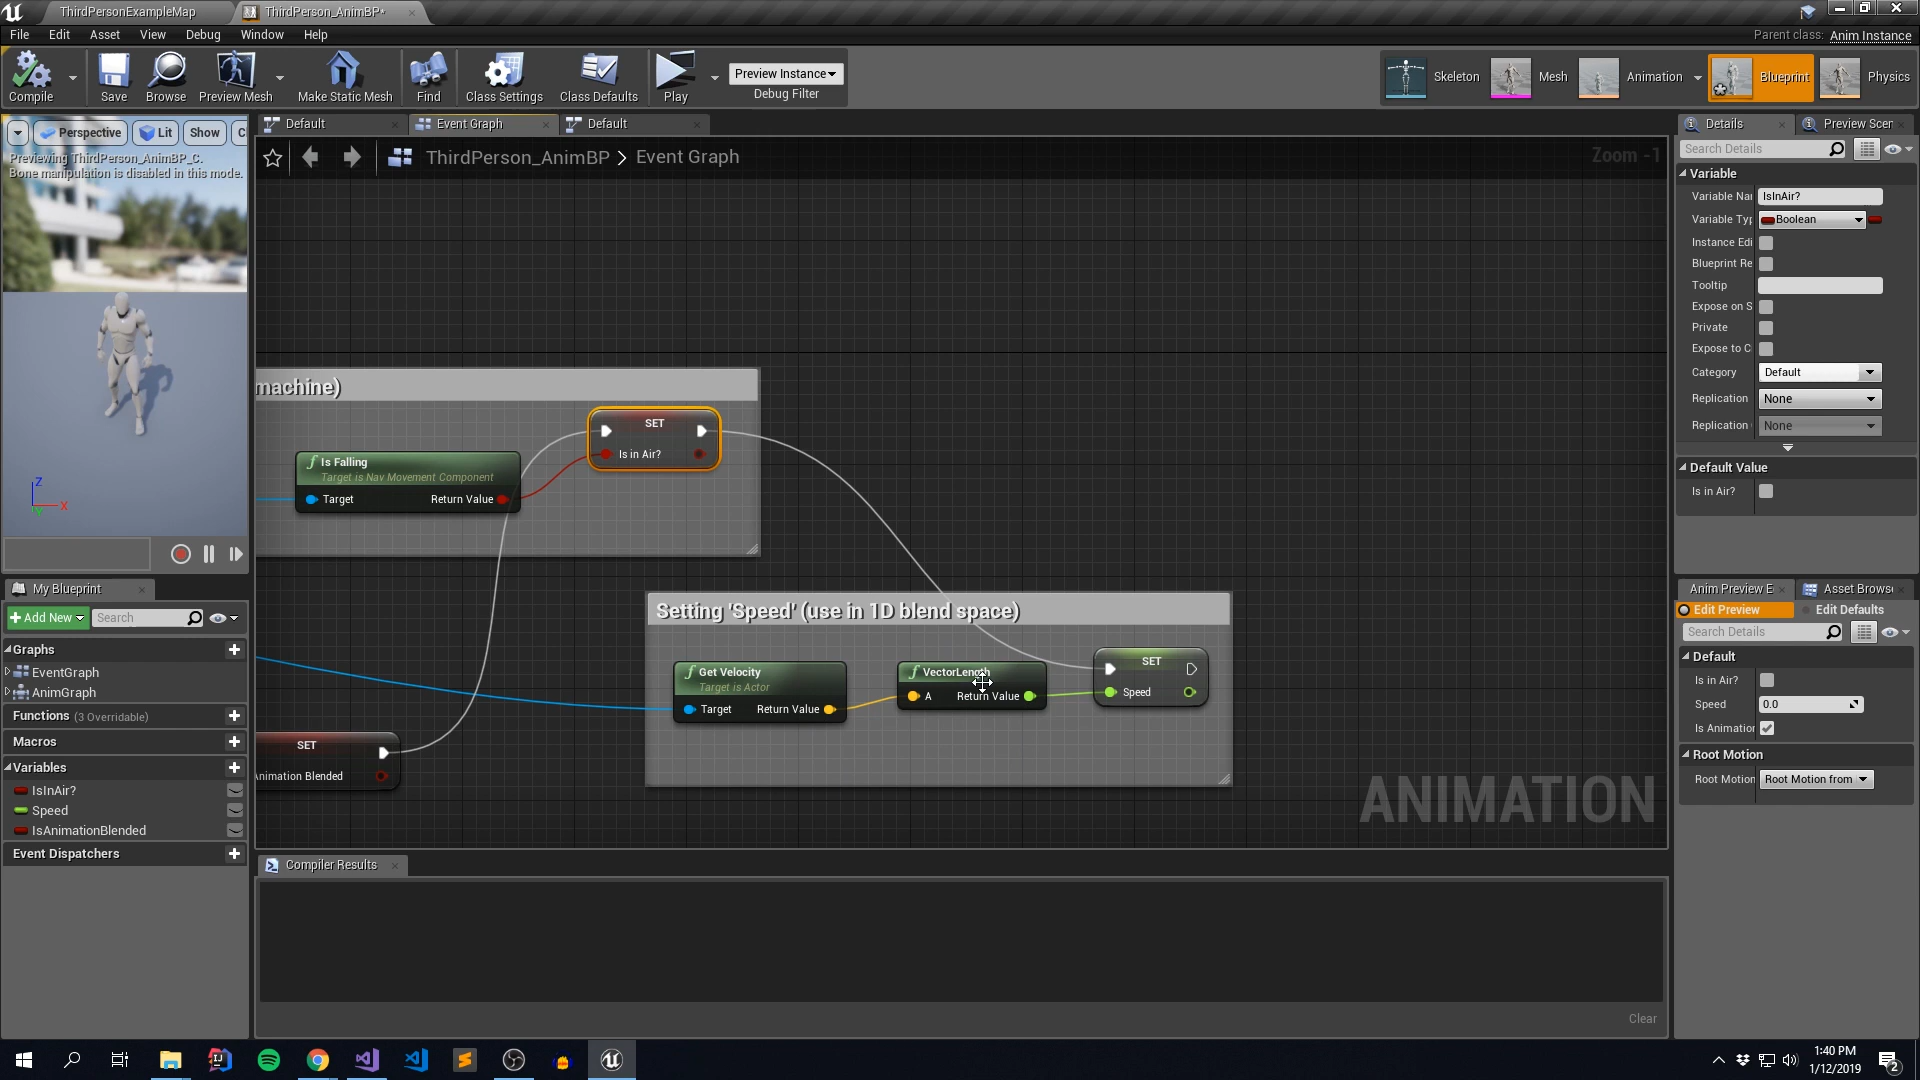 ThirdPersonExampleMap
ThirdPerson_AnimBP*
File Edit Asset View Debug Window Help
Parent class: Anim Instance
Compile
Save
Browse
Preview Mesh
Make Static Mesh
Find
Class Settings
Class Defaults
Play
Preview Instance
Debug Filter
Skeleton
Mesh
Animation
Blueprint
Physics
Perspective
Lit
Show
C
Previewing ThirdPerson_AnimBP_C.
Bone manipulation is disabled in this mode.
Z
X
Y
Default
Event Graph
Default
ThirdPerson_AnimBP > Event Graph
Zoom -1
machine)
SET
Is in Air?
f Is Falling
Target is Nav Movement Component
Target
Return Value
Setting 'Speed' (use in 1D blend space)
f Get Velocity
Target is Actor
Target
Return Value
f VectorLength
A
Return Value
SET
Speed
SET
Animation Blended
ANIMATION
My Blueprint
Add New
Search
Graphs
EventGraph
AnimGraph
Functions (3 Overridable)
Macros
Variables
IsInAir?
Speed
IsAnimationBlended
Event Dispatchers
Compiler Results
Clear
Details
Preview Scen
Search Details
Variable
Variable Na
IsInAir?
Variable Ty
Boolean
Instance Edi
Blueprint Re
Tooltip
Expose on S
Private
Expose to C
Category
Default
Replication
None
Replication
None
Default Value
Is in Air?
Anim Preview E
Asset Brows
Edit Preview
Edit Defaults
Search Details
Default
Is in Air?
Speed
0.0
Is Animation
Root Motion
Root Motion
Root Motion from
1:40 PM
1/12/2019
2